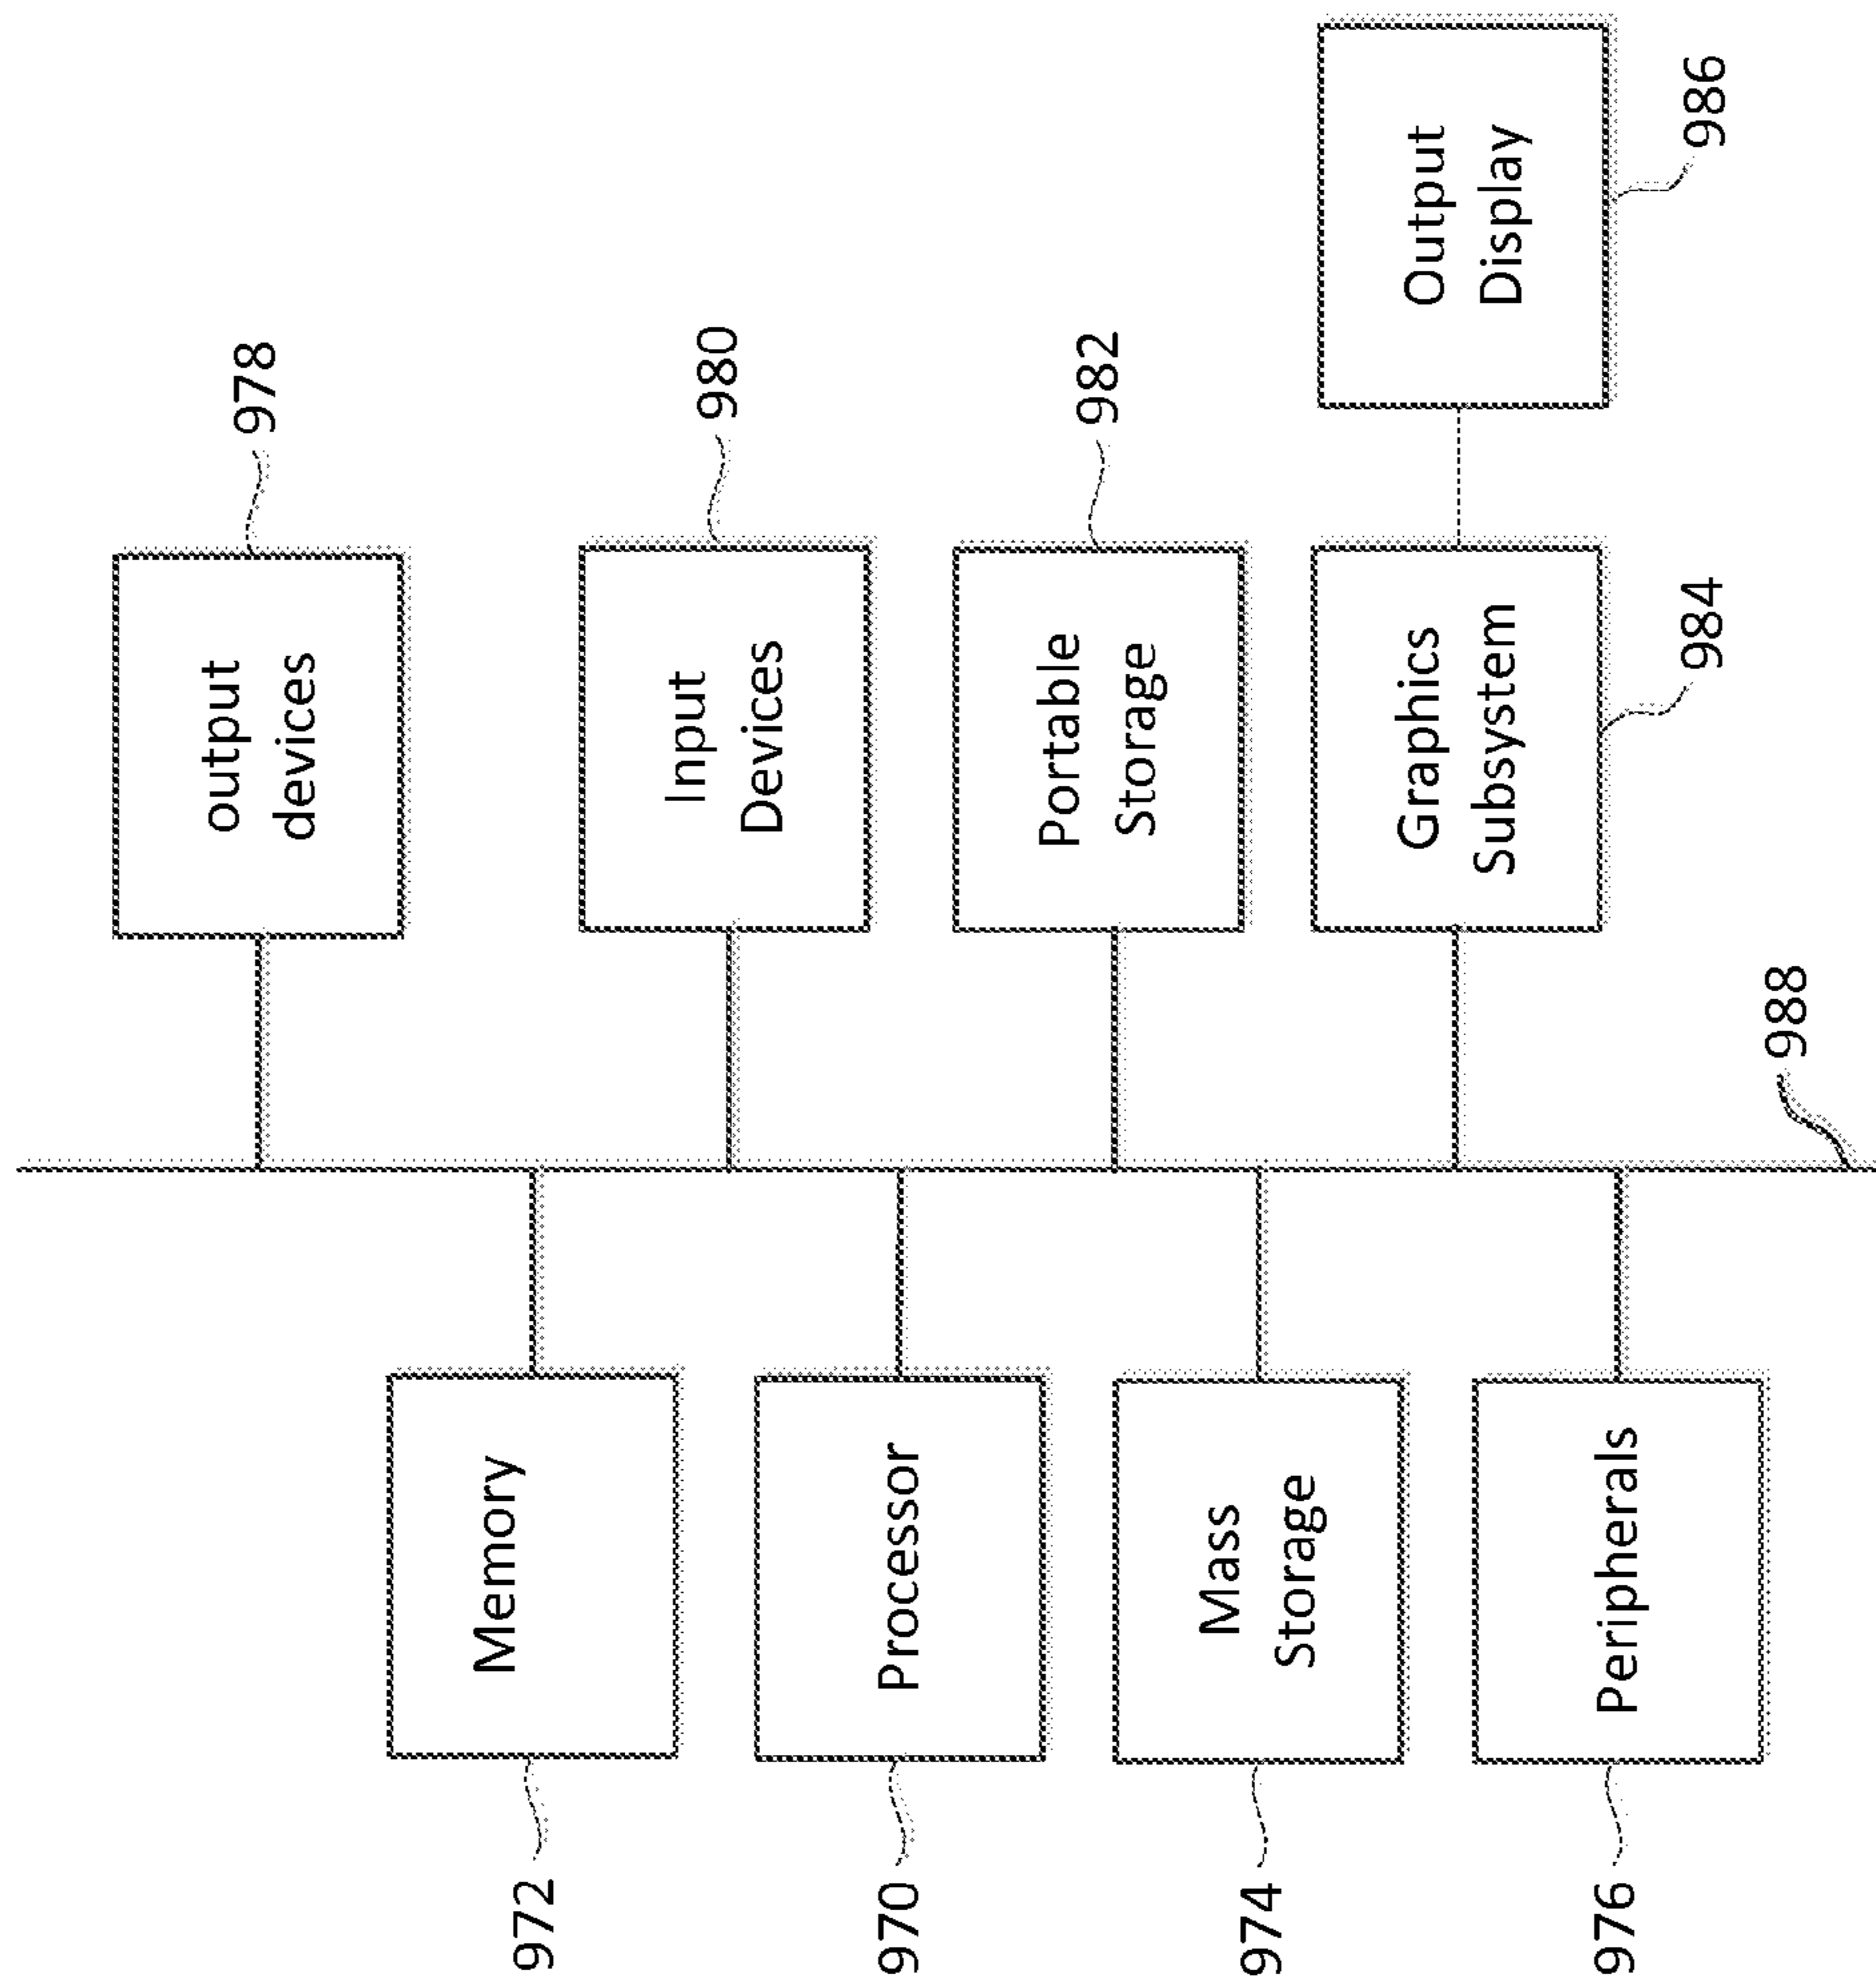 972
Memory
970
Processor
974
Mass
Storage
976
Peripherals
output
devices
978
Input
Devices
980
Portable
Storage
982
Graphics
Subsystem
984
Output
Display
986
988